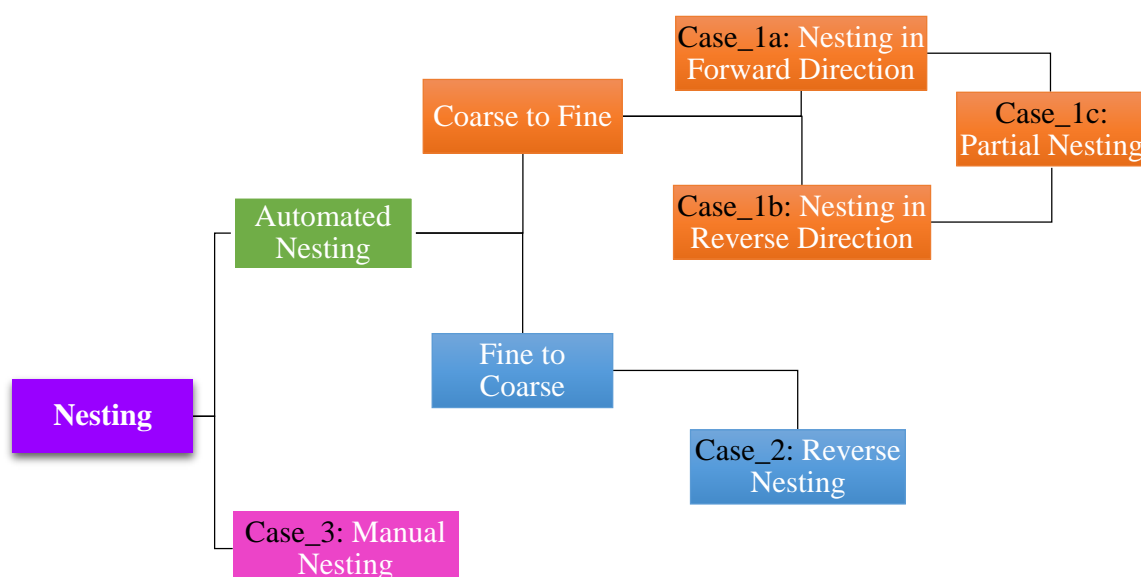 Case_1a: Nesting in
Forward Direction
Coarse to Fine
Case_1c:
Partial Nesting
Case_1b: Nesting in
Reverse Direction
Automated
Nesting
Fine to
Coarse
Nesting
Case_2: Reverse
Nesting
Case_3: Manual
Nesting